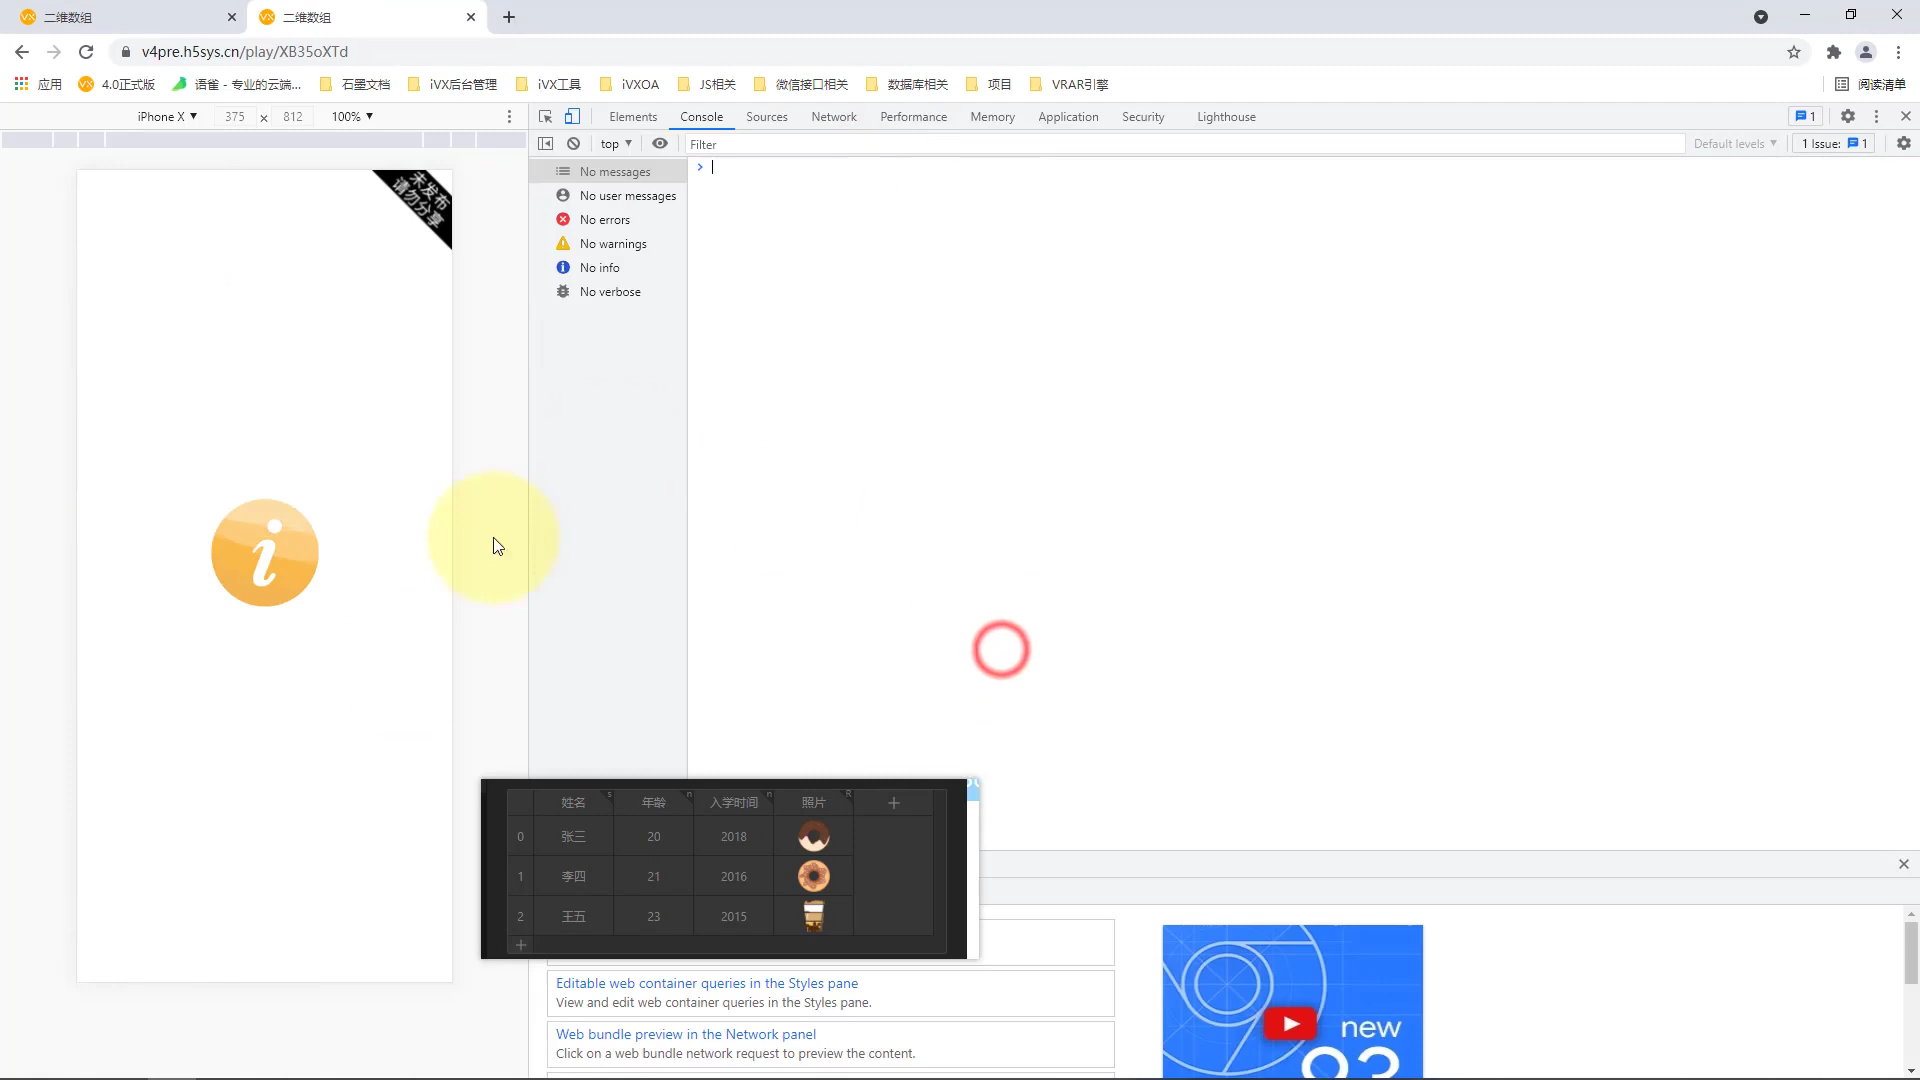 二维数组
二维数组
v4pre.h5sys.cn/play/XB35oXTd
应用
4.0正式版
语雀 - 专业的云端...
石墨文档
iVX后台管理
iVX工具
iVXOA
JS相关
微信接口相关
数据库相关
项目
VRAR引擎
阅读清单
iPhone X ▼ 375 x 812 100% ▼
Elements Console Sources Network Performance Memory Application Security Lighthouse
1
top ▼
Filter
Default levels ▼
1 Issue: 1
No messages
No user messages
No errors
No warnings
No info
No verbose
未发布
请勿分享
i
姓名 s 年龄 n 入学时间 n 照片 R +
0 张三 20 2018
1 李四 21 2016
2 王五 23 2015
+
Editable web container queries in the Styles pane
View and edit web container queries in the Styles pane.
Web bundle preview in the Network panel
Click on a web bundle network request to preview the content.
new